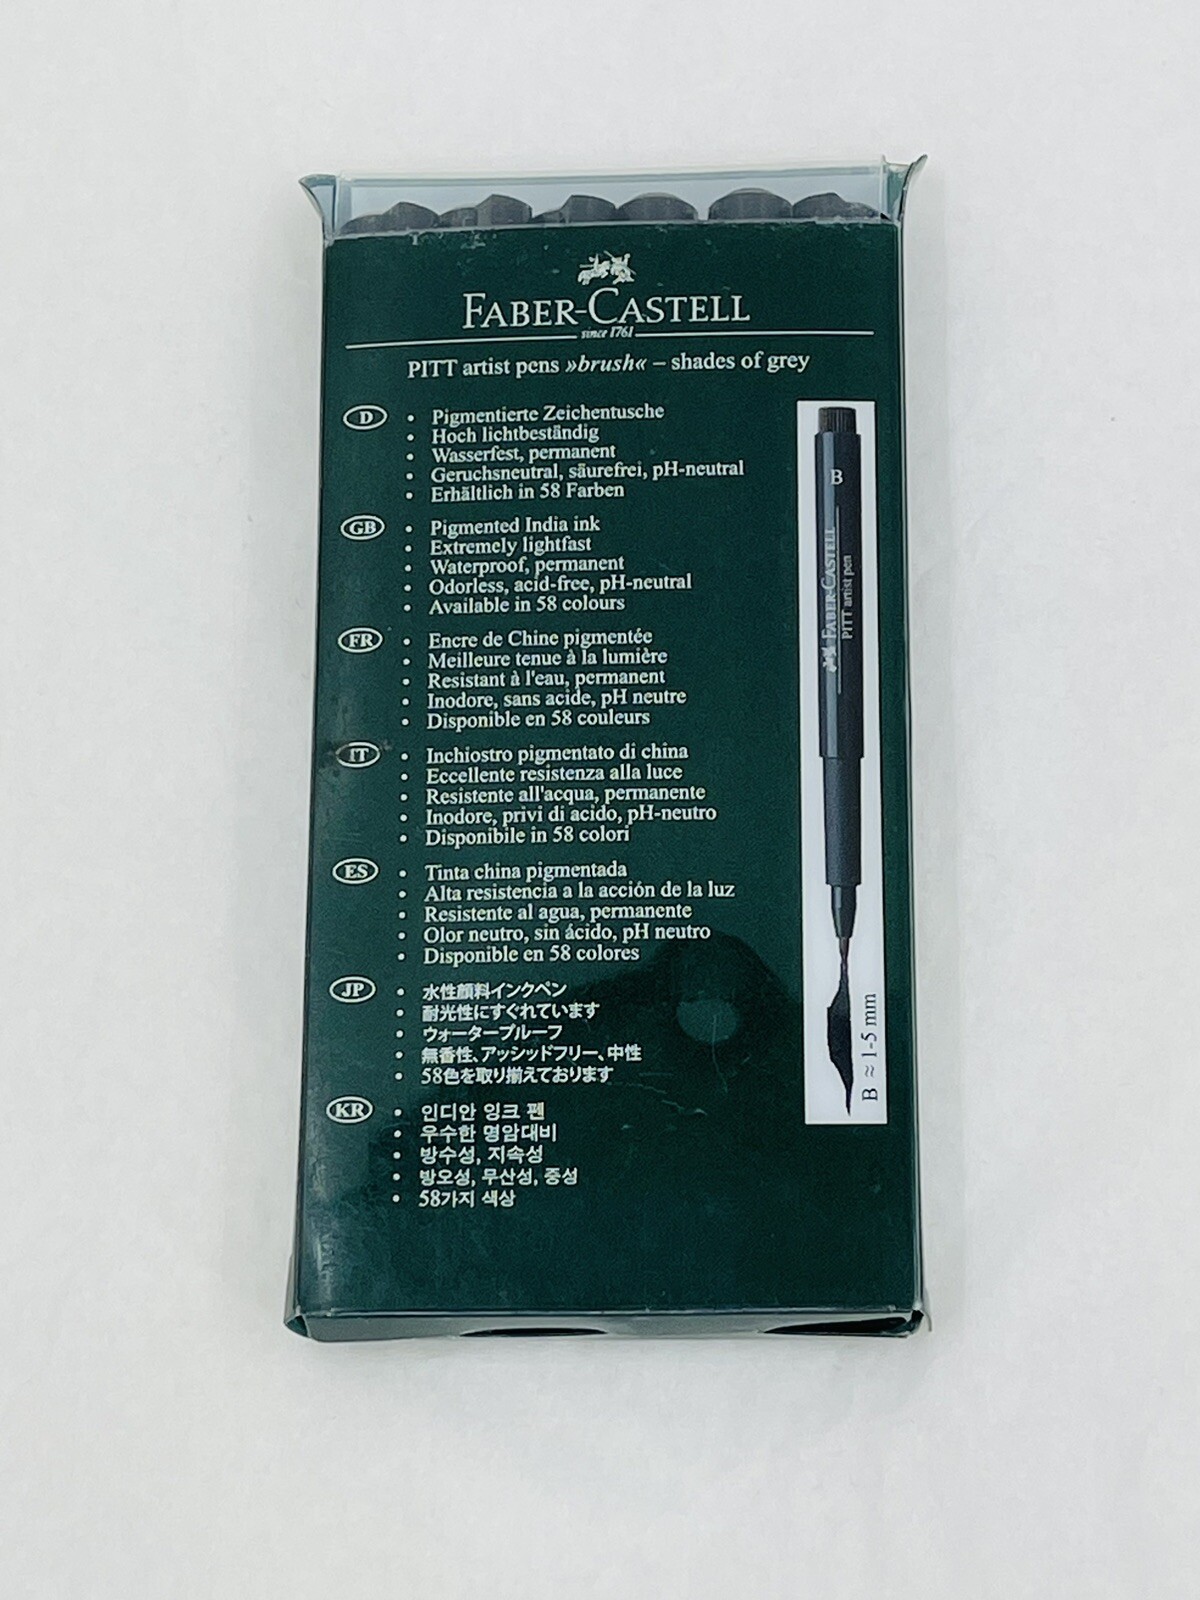 FABER-CASTELL
since 1761
PITT artist pens »brush« – shades of grey
D
• Pigmentierte Zeichentusche
• Hoch lichtbeständig
• Wasserfest, permanent
• Geruchsneutral, säurefrei, pH-neutral
• Erhältlich in 58 Farben
GB
• Pigmented India ink
• Extremely lightfast
• Waterproof, permanent
• Odorless, acid-free, pH-neutral
• Available in 58 colours
FR
• Encre de Chine pigmentée
• Meilleure tenue à la lumière
• Resistant à l'eau, permanent
• Inodore, sans acide, pH neutre
• Disponible en 58 couleurs
IT
• Inchiostro pigmentato di china
• Eccellente resistenza alla luce
• Resistente all'acqua, permanente
• Inodore, privi di acido, pH-neutro
• Disponibile in 58 colori
ES
• Tinta china pigmentada
• Alta resistencia a la acción de la luz
• Resistente al agua, permanente
• Olor neutro, sin ácido, pH neutro
• Disponible en 58 colores
JP
• 水性顔料インクペン
• 耐光性にすぐれています
• ウォータープルーフ
• 無香性、アッシッドフリー、中性
• 58色を取り揃えております
KR
• 인디안 잉크 펜
• 우수한 명암대비
• 방수성, 지속성
• 방오성, 무산성, 중성
• 58가지 색상
B
FABER-CASTELL
PITT artist pen
B ≈ 1-5 mm